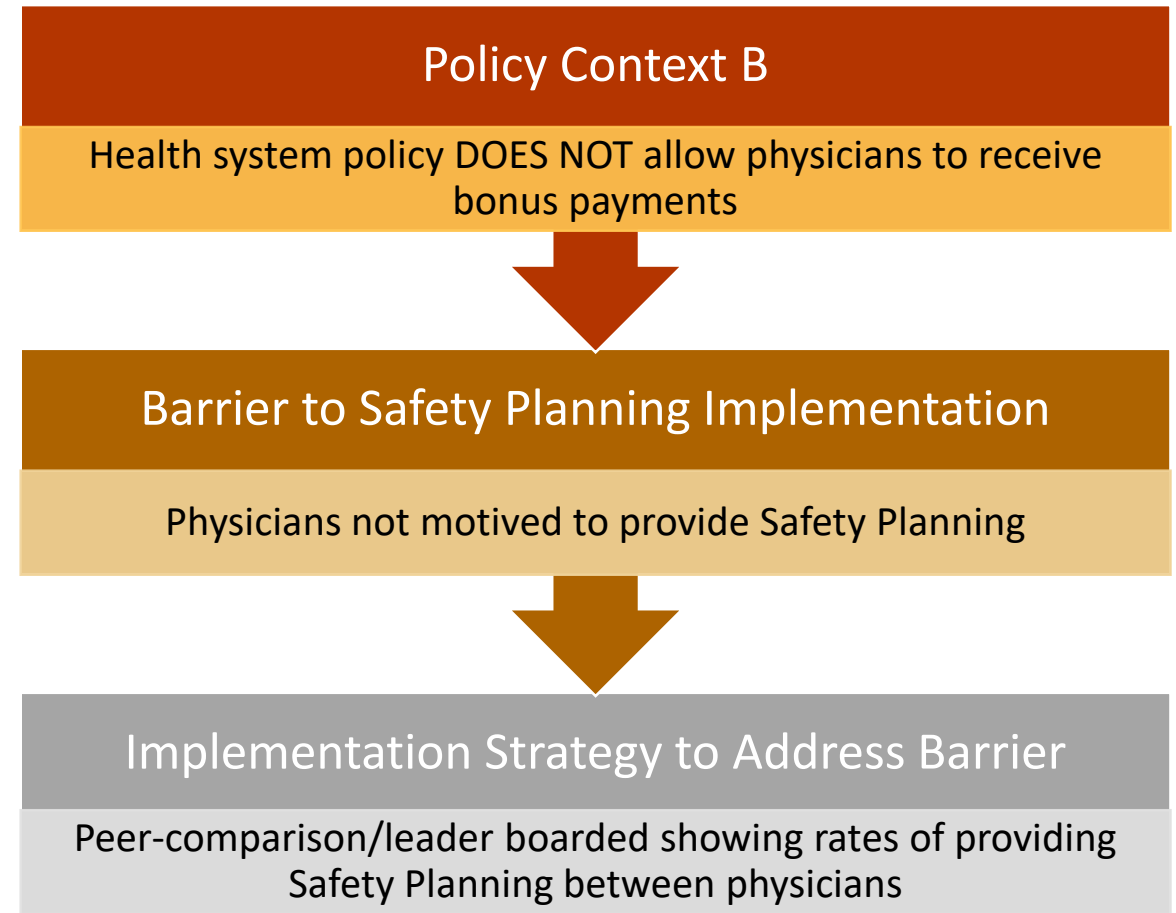 Policy Context B
Health system policy DOES NOT allow physicians to receive
bonus payments
Barrier to Safety Planning Implementation
Physicians not motived to provide Safety Planning
Implementation Strategy to Address Barrier
Peer-comparison/leader boarded showing rates of providing
Safety Planning between physicians